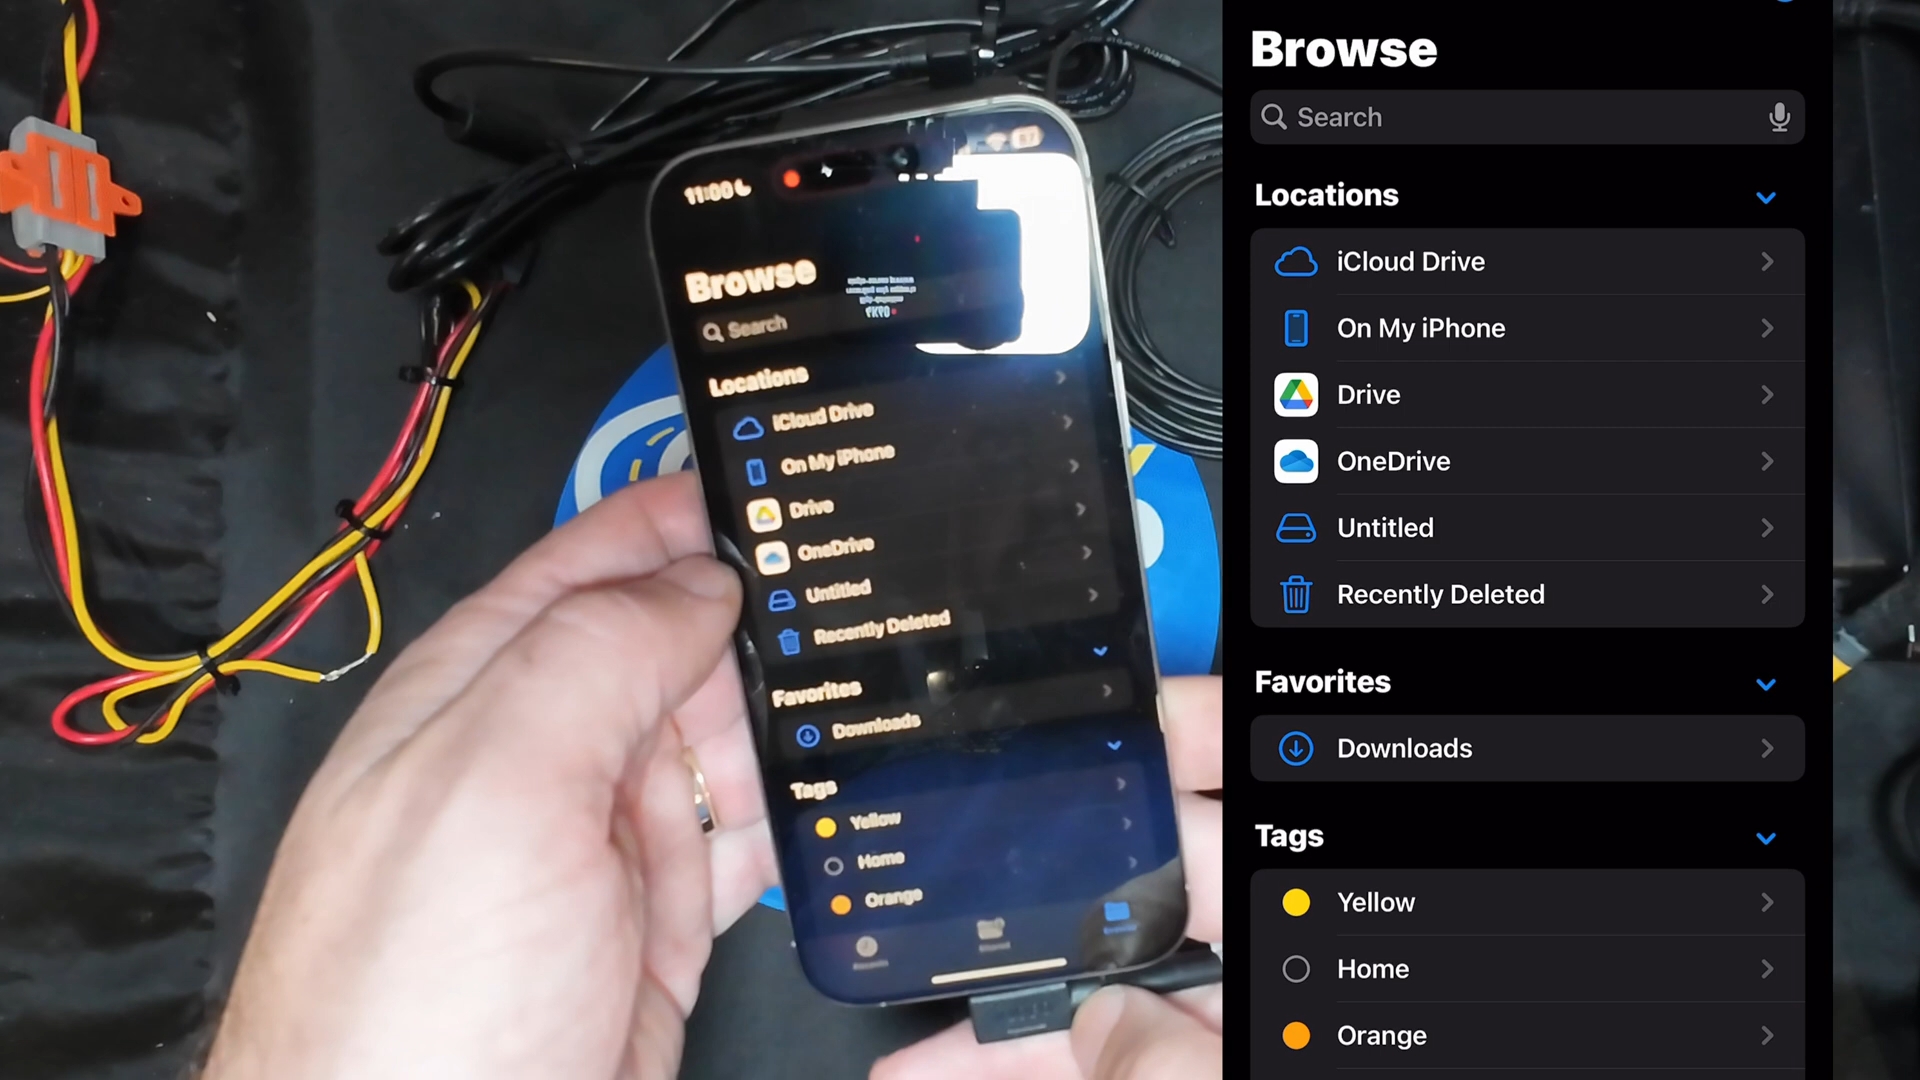 11:00
67
Browse
Search
Locations
iCloud Drive
On My iPhone
Drive
OneDrive
Untitled
Recently Deleted
Favorites
Downloads
Tags
Yellow
Home
Orange
Browse
Search
Locations
iCloud Drive
On My iPhone
Drive
OneDrive
Untitled
Recently Deleted
Favorites
Downloads
Tags
Yellow
Home
Orange